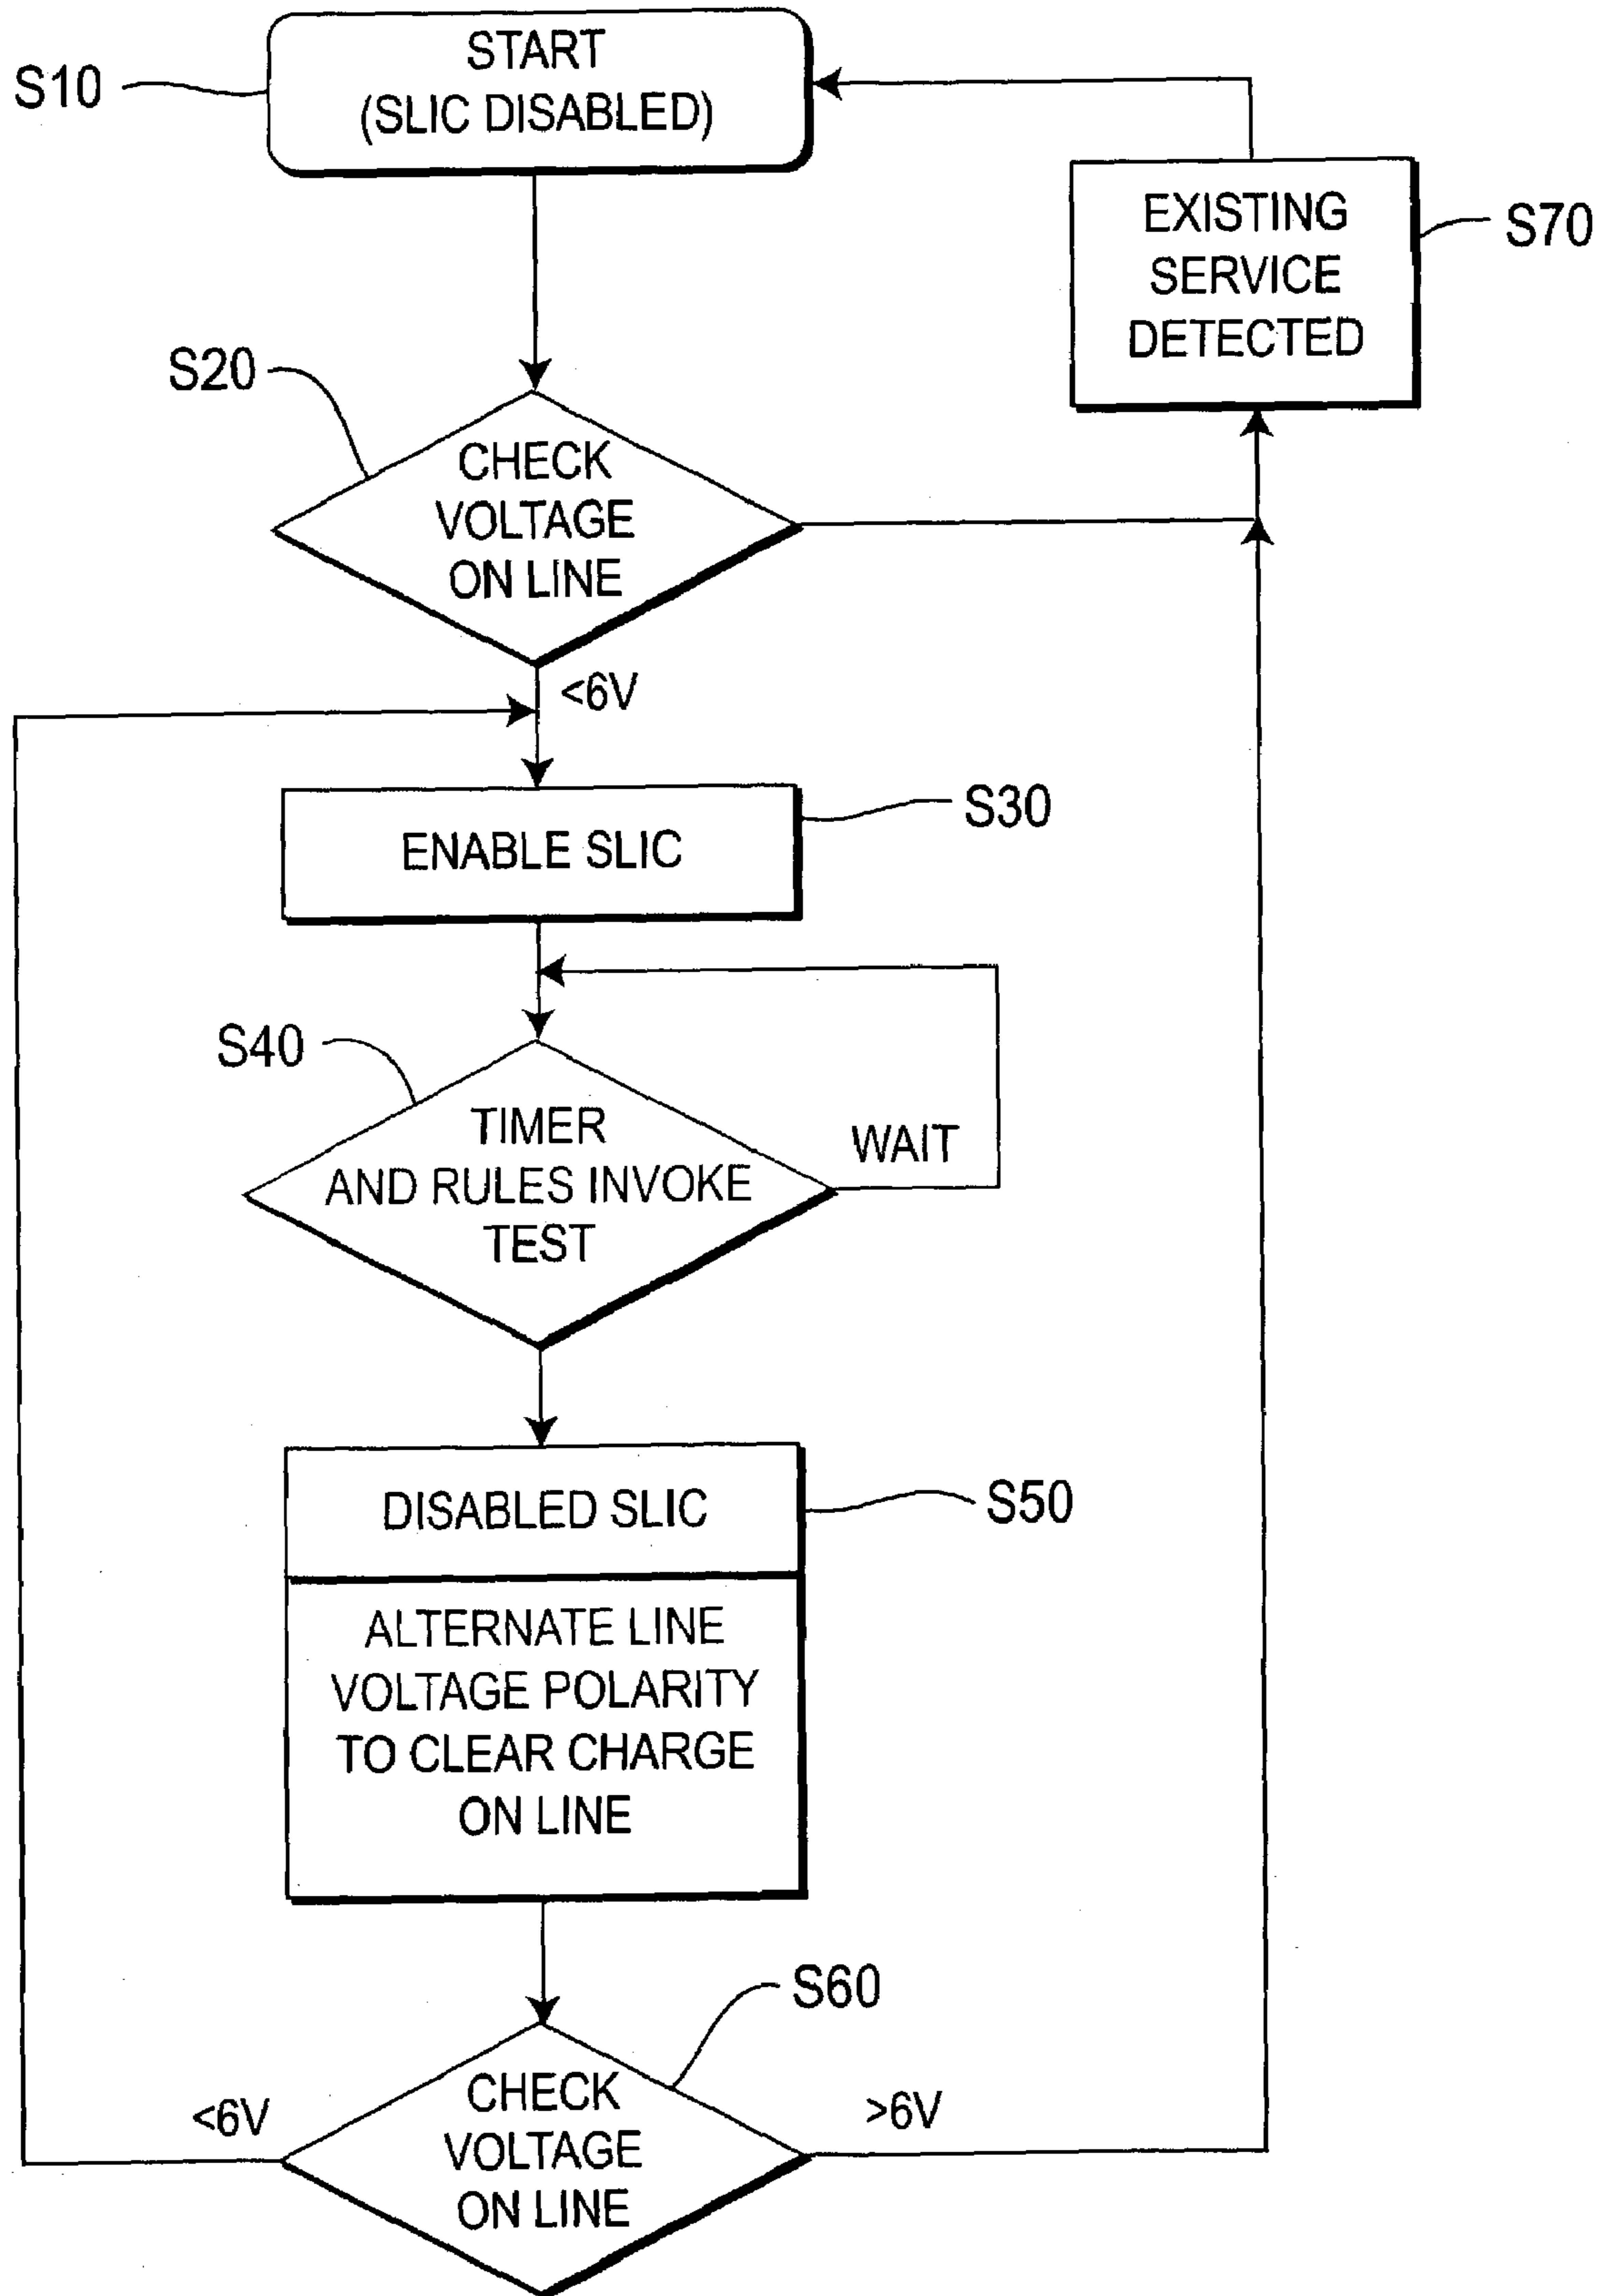 START
(SLIC DISABLED)
S10
EXISTING
SERVICE
DETECTED
S70
S20
CHECK
VOLTAGE
ON LINE
<6V
ENABLE SLIC
S30
S40
TIMER
AND RULES INVOKE
TEST
WAIT
DISABLED SLIC
S50
ALTERNATE LINE
VOLTAGE POLARITY
TO CLEAR CHARGE
ON LINE
S60
CHECK
VOLTAGE
ON LINE
<6V
>6V